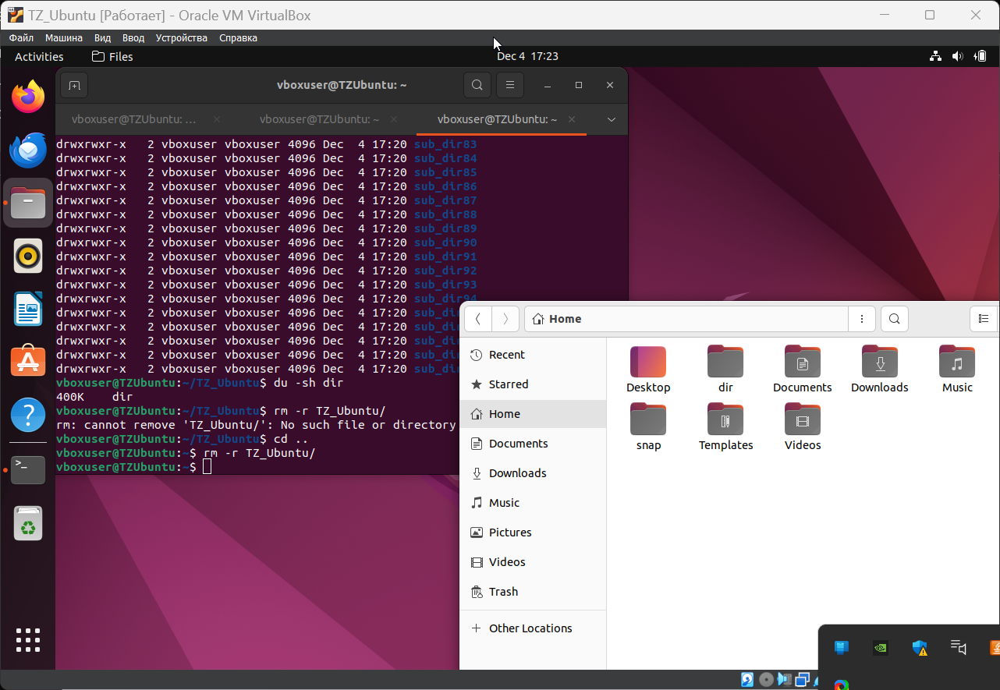 TZ_Ubuntu [Работает] - Oracle VM VirtualBox
Файл Машина Вид Ввод Устройства Справка
Activities Files Dec 4 17:23
vboxuser@TZUbuntu: ~
vboxuser@TZUbuntu: ... vboxuser@TZUbuntu: ~ vboxuser@TZUbuntu: ~
drwxrwxr-x 2 vboxuser vboxuser 4096 Dec 4 17:20 sub_dir83
drwxrwxr-x 2 vboxuser vboxuser 4096 Dec 4 17:20 sub_dir84
drwxrwxr-x 2 vboxuser vboxuser 4096 Dec 4 17:20 sub_dir85
drwxrwxr-x 2 vboxuser vboxuser 4096 Dec 4 17:20 sub_dir86
drwxrwxr-x 2 vboxuser vboxuser 4096 Dec 4 17:20 sub_dir87
drwxrwxr-x 2 vboxuser vboxuser 4096 Dec 4 17:20 sub_dir88
drwxrwxr-x 2 vboxuser vboxuser 4096 Dec 4 17:20 sub_dir89
drwxrwxr-x 2 vboxuser vboxuser 4096 Dec 4 17:20 sub_dir90
drwxrwxr-x 2 vboxuser vboxuser 4096 Dec 4 17:20 sub_dir91
drwxrwxr-x 2 vboxuser vboxuser 4096 Dec 4 17:20 sub_dir92
drwxrwxr-x 2 vboxuser vboxuser 4096 Dec 4 17:20 sub_dir93
drwxrwxr-x 2 vboxuser vboxuser 4096 Dec 4 17:20 sub_dir94
drwxrwxr-x 2 vboxuser vboxuser 4096 Dec 4 17:20
drwxrwxr-x 2 vboxuser vboxuser 4096 Dec 4 17:20
drwxrwxr-x 2 vboxuser vboxuser 4096 Dec 4 17:20
drwxrwxr-x 2 vboxuser vboxuser 4096 Dec 4 17:20
drwxrwxr-x 2 vboxuser vboxuser 4096 Dec 4 17:20
vboxuser@TZUbuntu:~/TZ_Ubuntu$ du -sh dir
400K dir
vboxuser@TZUbuntu:~/TZ_Ubuntu$ rm -r TZ_Ubuntu/
rm: cannot remove 'TZ_Ubuntu/': No such file or directory
vboxuser@TZUbuntu:~/TZ_Ubuntu$ cd ..
vboxuser@TZUbuntu:~$ rm -r TZ_Ubuntu/
vboxuser@TZUbuntu:~$
Home
Recent
Starred
Home
Documents
Downloads
Music
Pictures
Videos
Trash
Other Locations
Desktop dir Documents Downloads Music
snap Templates Videos